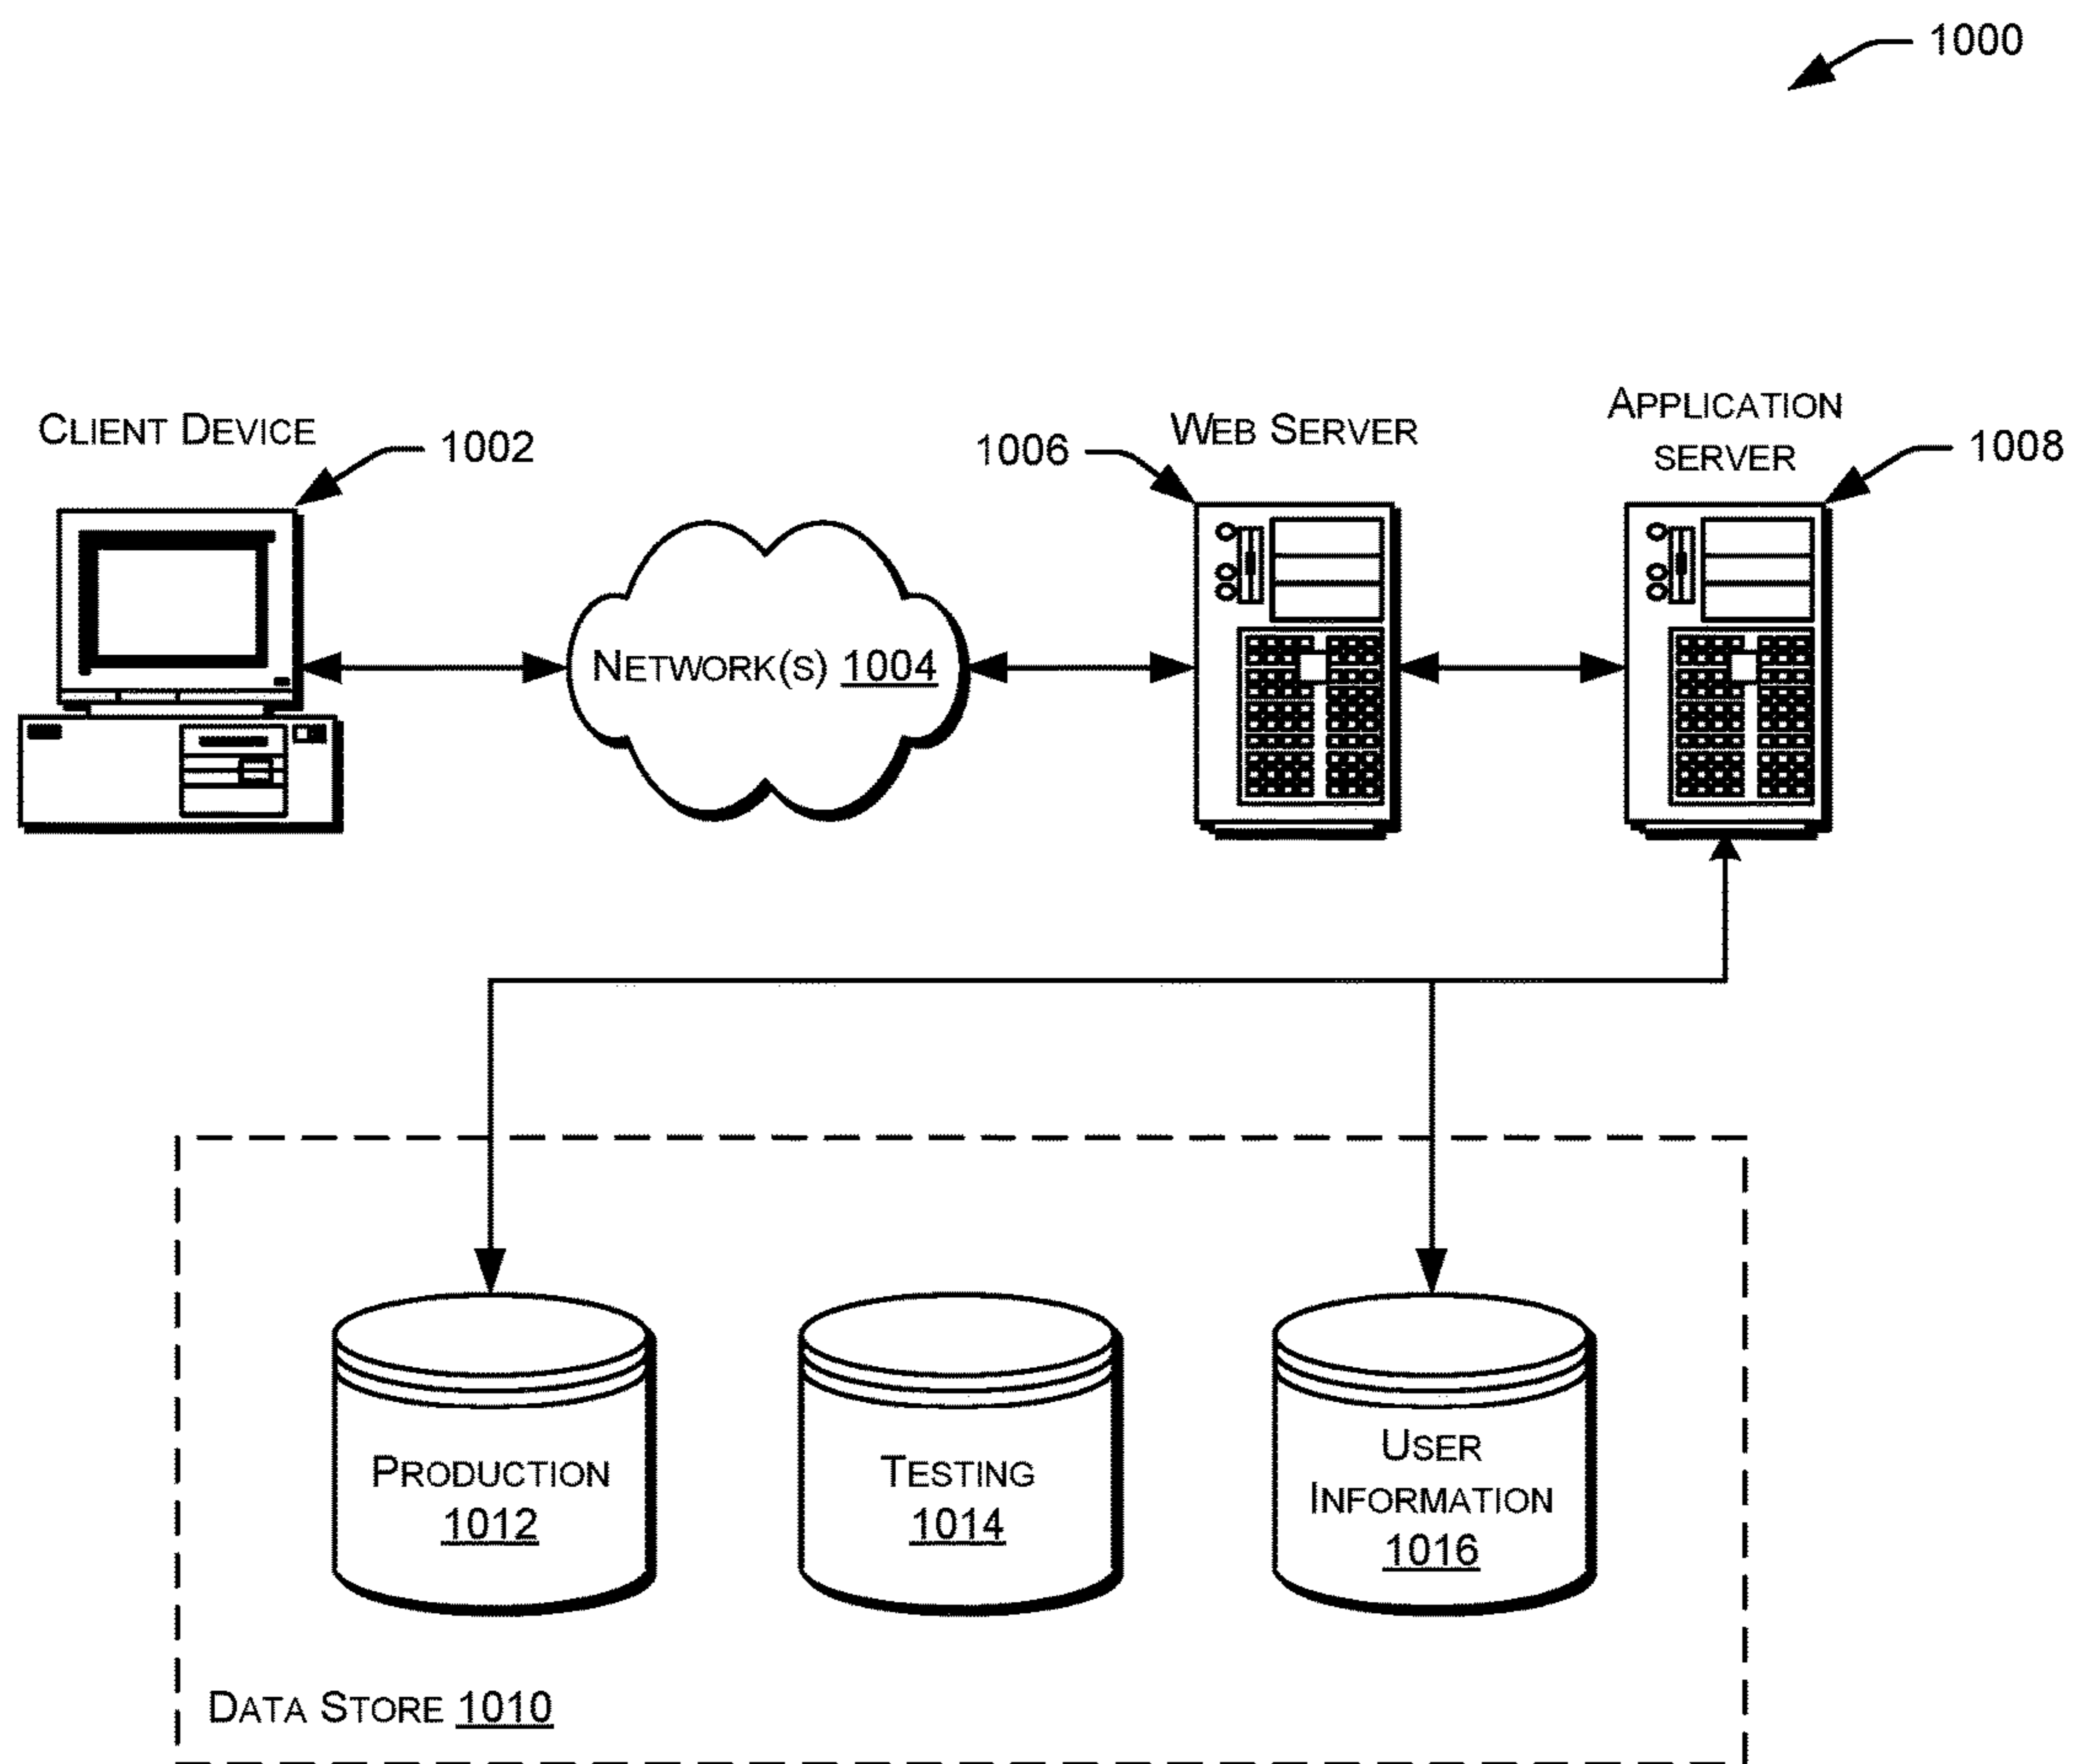 1000
CLIENT DEVICE
1002
NETWORK(S) 1004
1006
WEB SERVER
APPLICATION
SERVER
1008
PRODUCTION
1012
TESTING
1014
USER
INFORMATION
1016
DATA STORE 1010